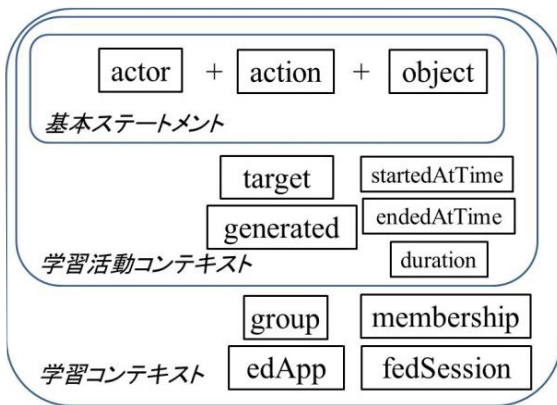 actor + action + object
基本ステートメント
target startedAtTime
generated endedAtTime
duration
学習活動コンテキスト
group membership
edApp fedSession
学習コンテキスト